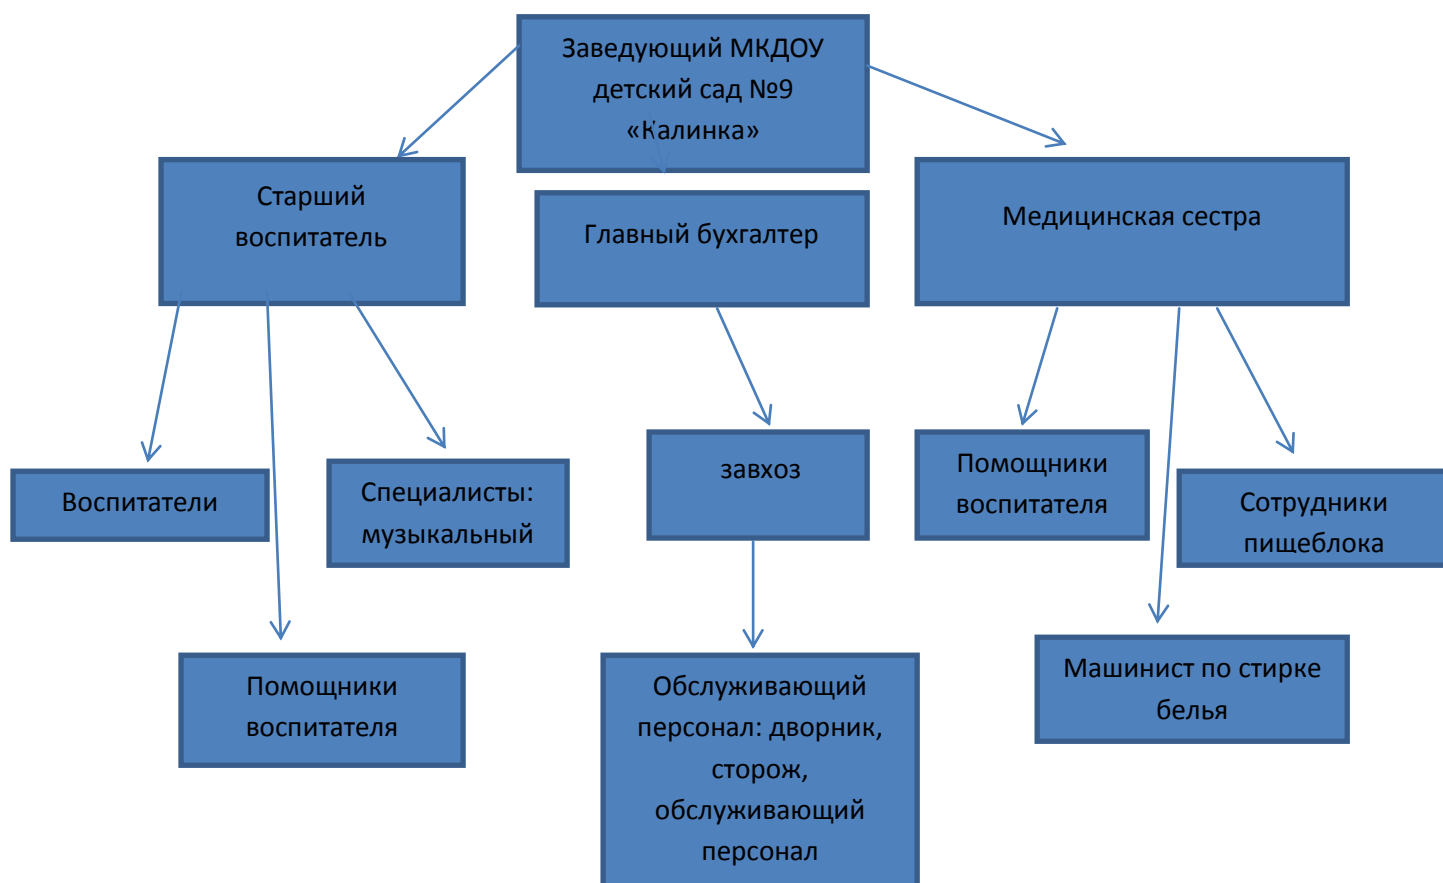 Заведующий МКДОУ
детский сад №9
«Калинка»
Старший
воспитатель
Главный бухгалтер
Медицинская сестра
Воспитатели
Специалисты:
музыкальный
завхоз
Помощники
воспитателя
Сотрудники
пищеблока
Помощники
воспитателя
Обслуживающий
персонал: дворник,
сторож,
обслуживающий
персонал
Машинист по стирке
белья